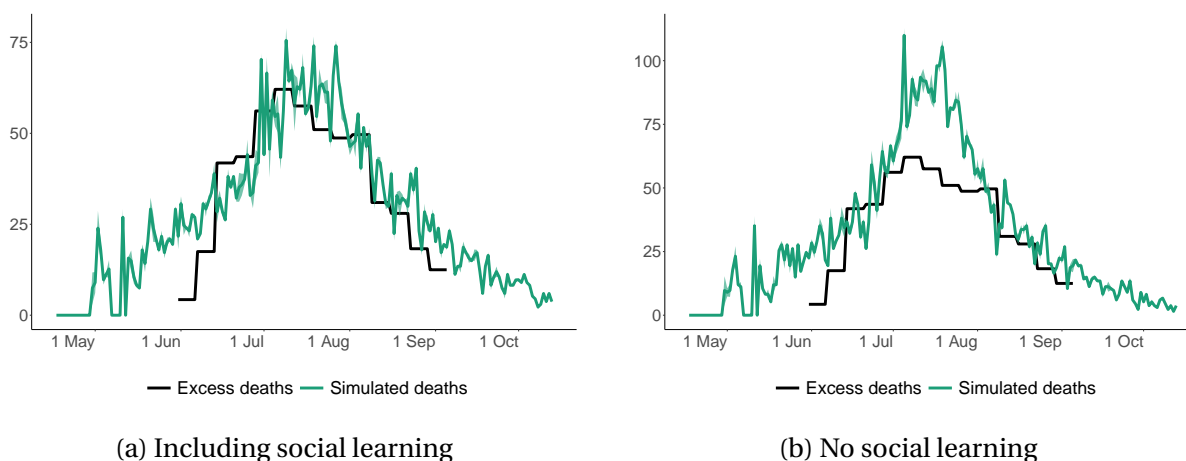 75
50
25
0
1 May 1 Jun 1 Jul 1 Aug 1 Sep 1 Oct
Excess deaths Simulated deaths
(a) Including social learning
100
75
50
25
0
1 May 1 Jun 1 Jul 1 Aug 1 Sep 1 Oct
Excess deaths Simulated deaths
(b) No social learning